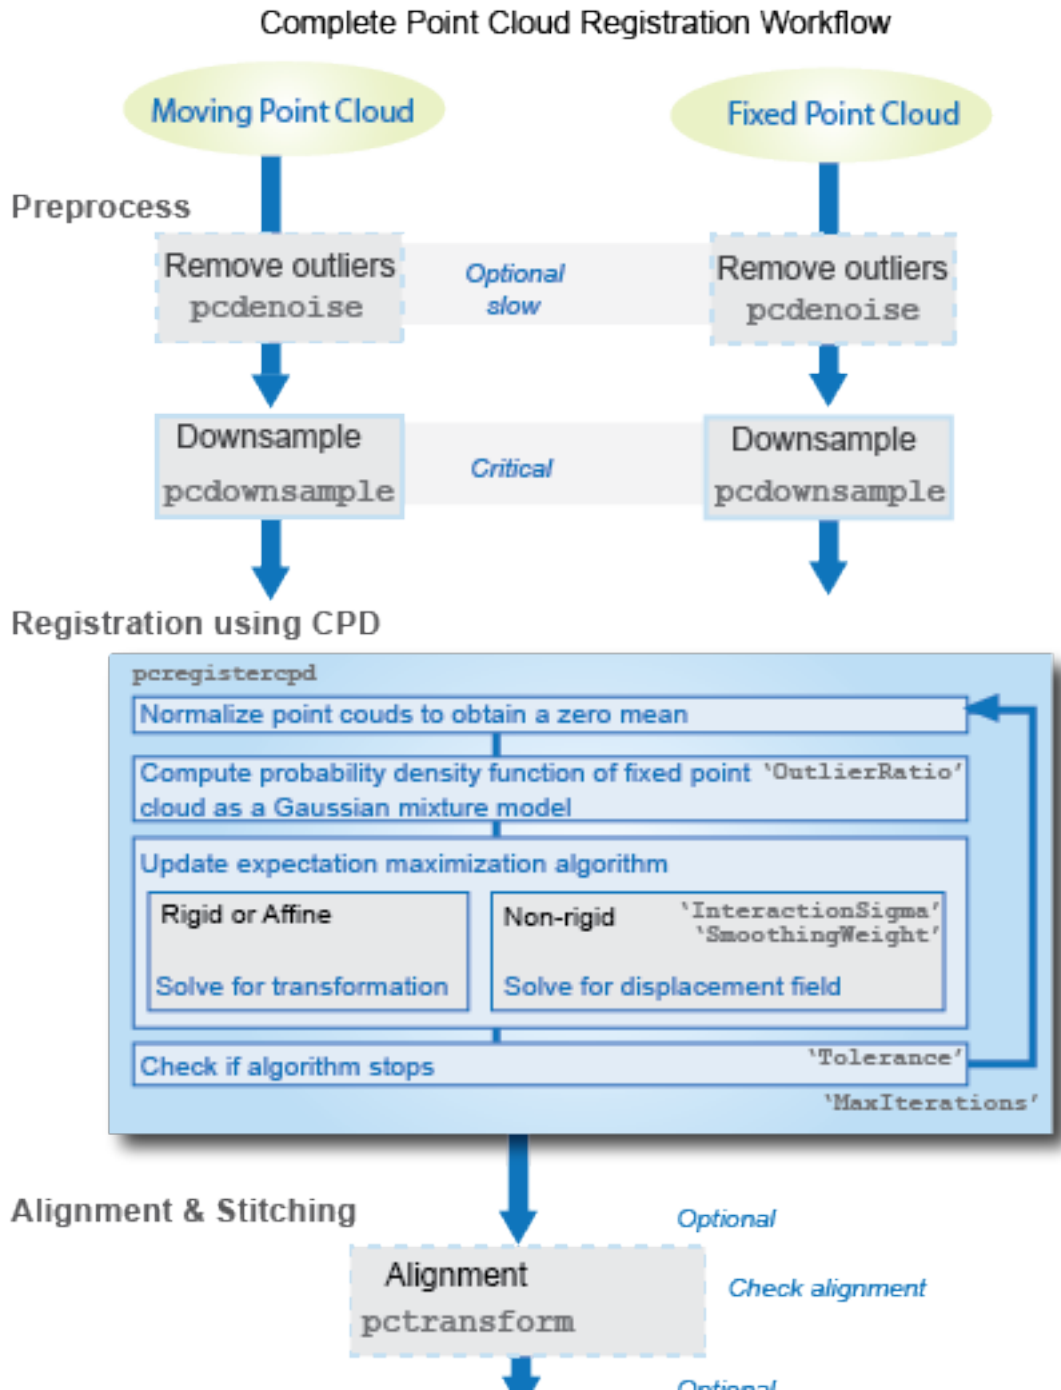 Complete Point Cloud Registration Workflow
Moving Point Cloud
Fixed Point Cloud
Preprocess
Remove outliers
pcdenoise
Optional
slow
Remove outliers
pcdenoise
Downsample
pcdownsample
Critical
Downsample
pcdownsample
Registration using CPD
pcregistercpd
Normalize point couds to obtain a zero mean
Compute probability density function of fixed point 'OutlierRatio'
cloud as a Gaussian mixture model
Update expectation maximization algorithm
Rigid or Affine
Solve for transformation
Non-rigid 'InteractionSigma'
'SmoothingWeight'
Solve for displacement field
Check if algorithm stops 'Tolerance'
'MaxIterations'
Alignment & Stitching
Optional
Alignment
pctransform
Check alignment
Optional